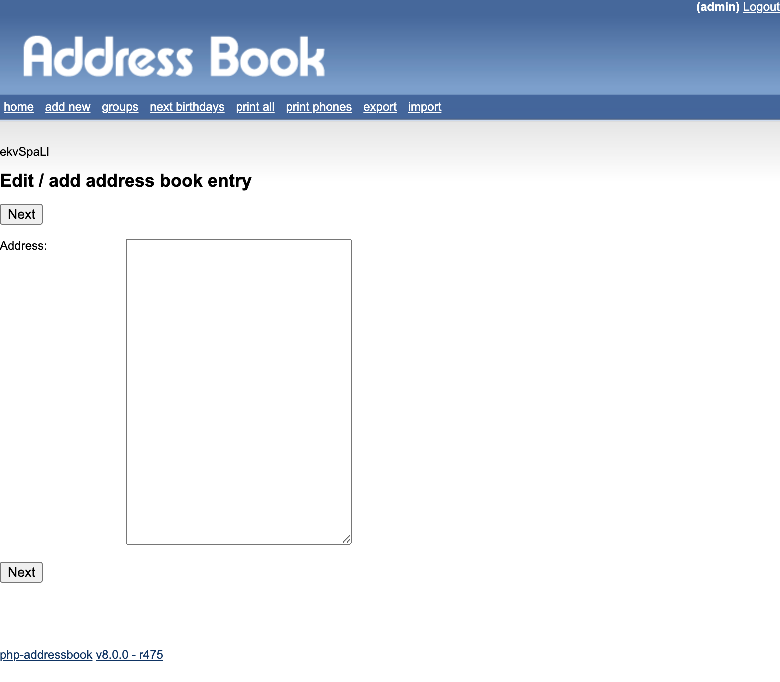 (admin) Logout
Address Book
home add new groups next birthdays print all print phones export import
ekvSpaLI
Edit / add address book entry
Next
Address:
Next
php-addressbook v8.0.0 - r475